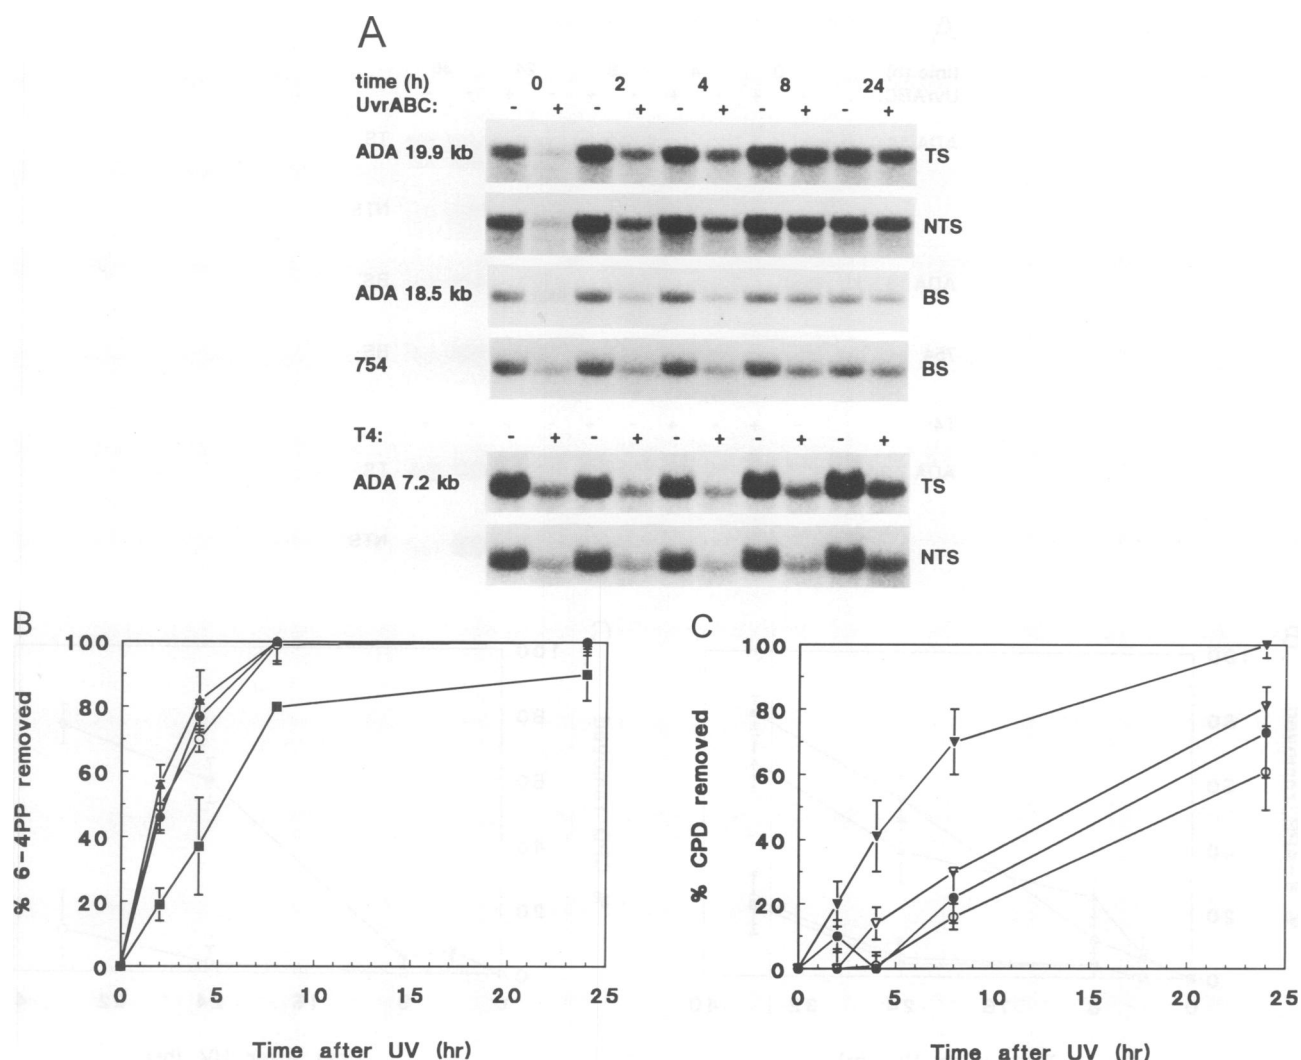 A
time (h) 0 2 4 8 24
UvrABC: - + - + - + - + - +
ADA 19.9 kb TS
NTS
ADA 18.5 kb BS
754 BS
T4: - + - + - + - + - +
ADA 7.2 kb TS
NTS
B
% 6-4PP removed
100
80
60
40
20
0
0 5 10 15 20 25
Time after UV (hr)
C
% CPD removed
100
80
60
40
20
0
0 5 10 15 20 25
Time after UV (hr)